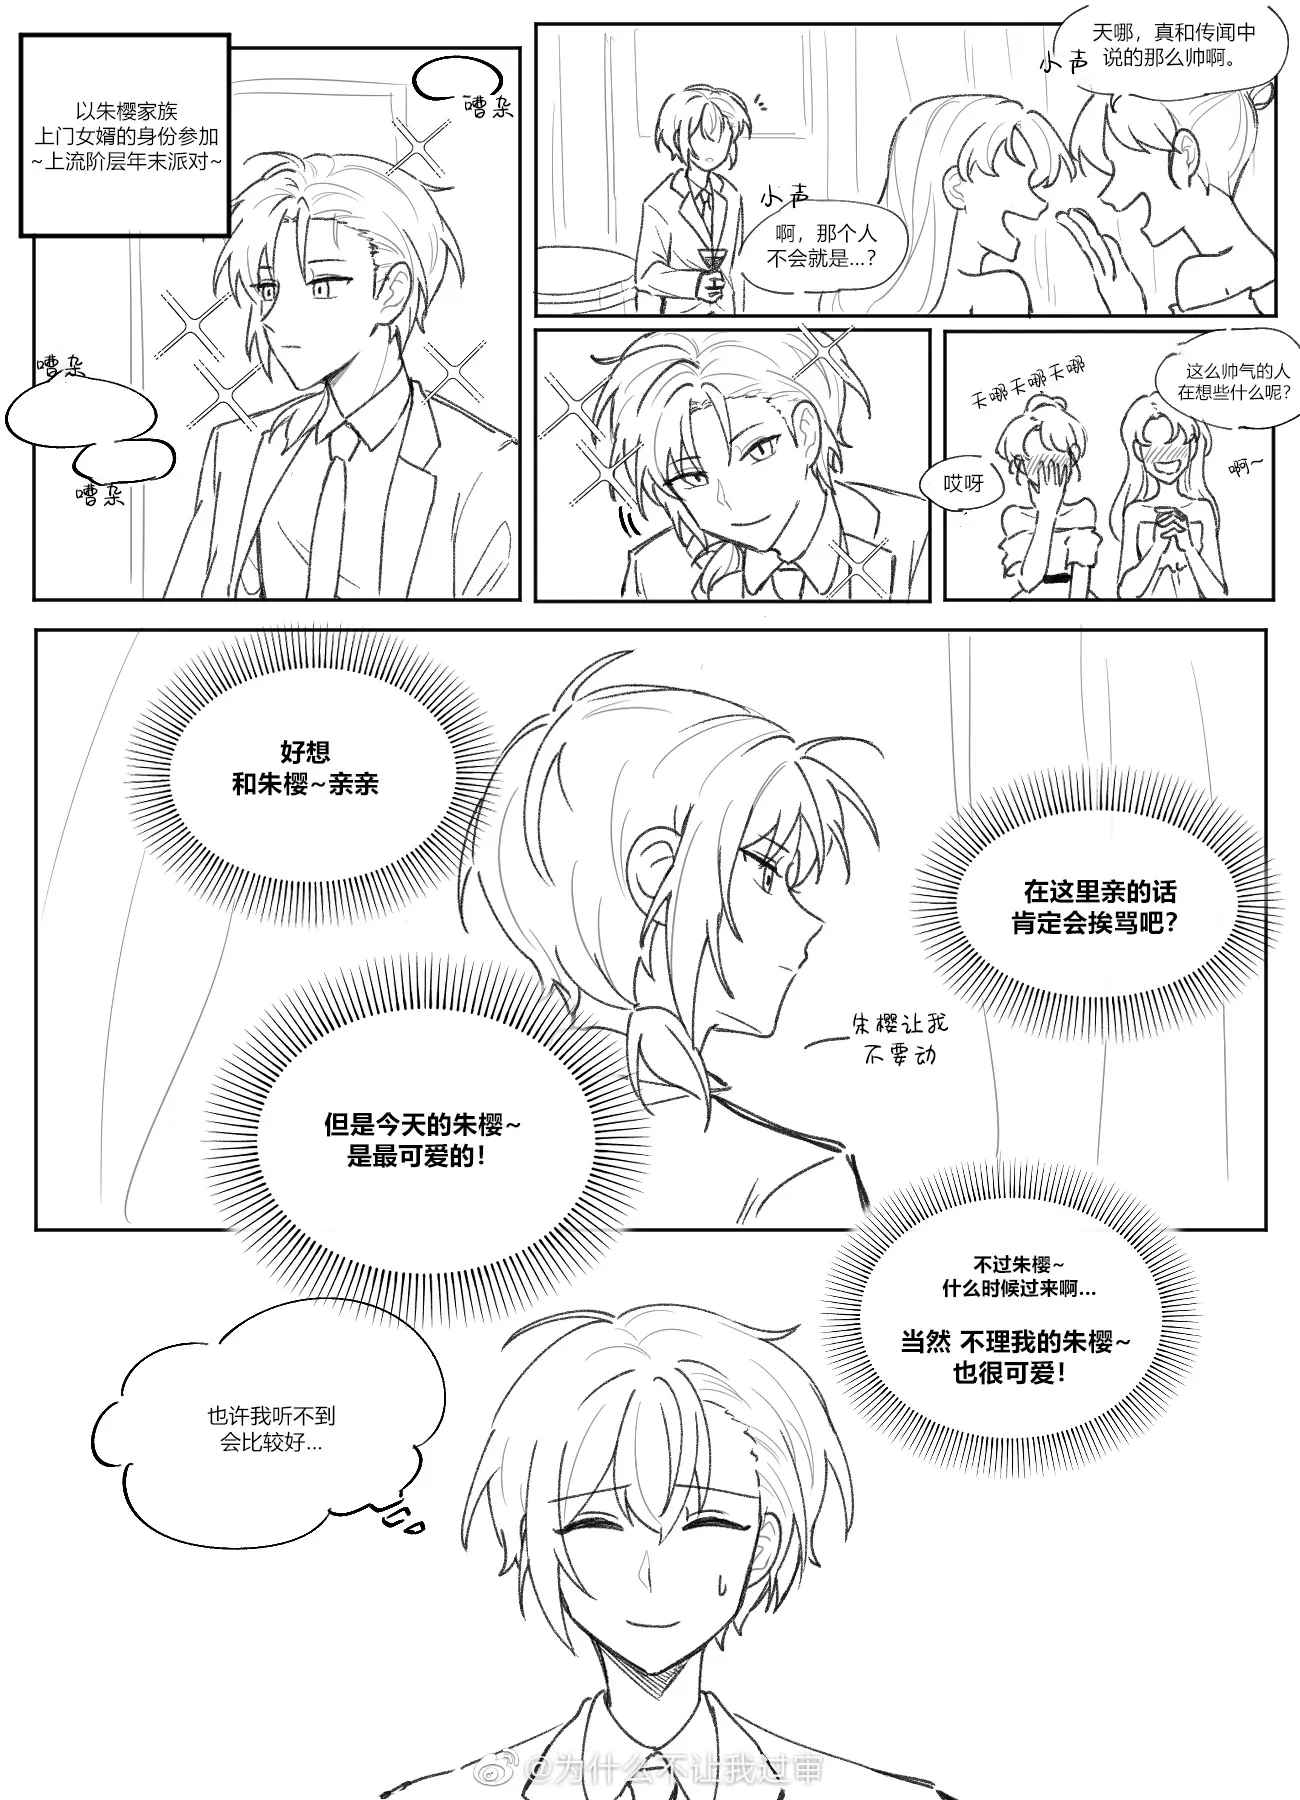 以朱樱家族
上门女婿的身份参加
~上流阶层年末派对~
嘈杂
嘈杂
嘈杂
天哪，真和传闻中
说的那么帅啊。
小声
小声
啊，那个人
不会就是...？
这么帅气的人
在想些什么呢？
天哪天哪天哪
哎呀
啊~
好想
和朱樱~亲亲
在这里亲的话
肯定会挨骂吧？
朱樱让我
不要动
但是今天的朱樱~
是最可爱的！
不过朱樱~
什么时候过来啊...
当然 不理我的朱樱~
也很可爱！
也许我听不到
会比较好...
@为什么不让我过审